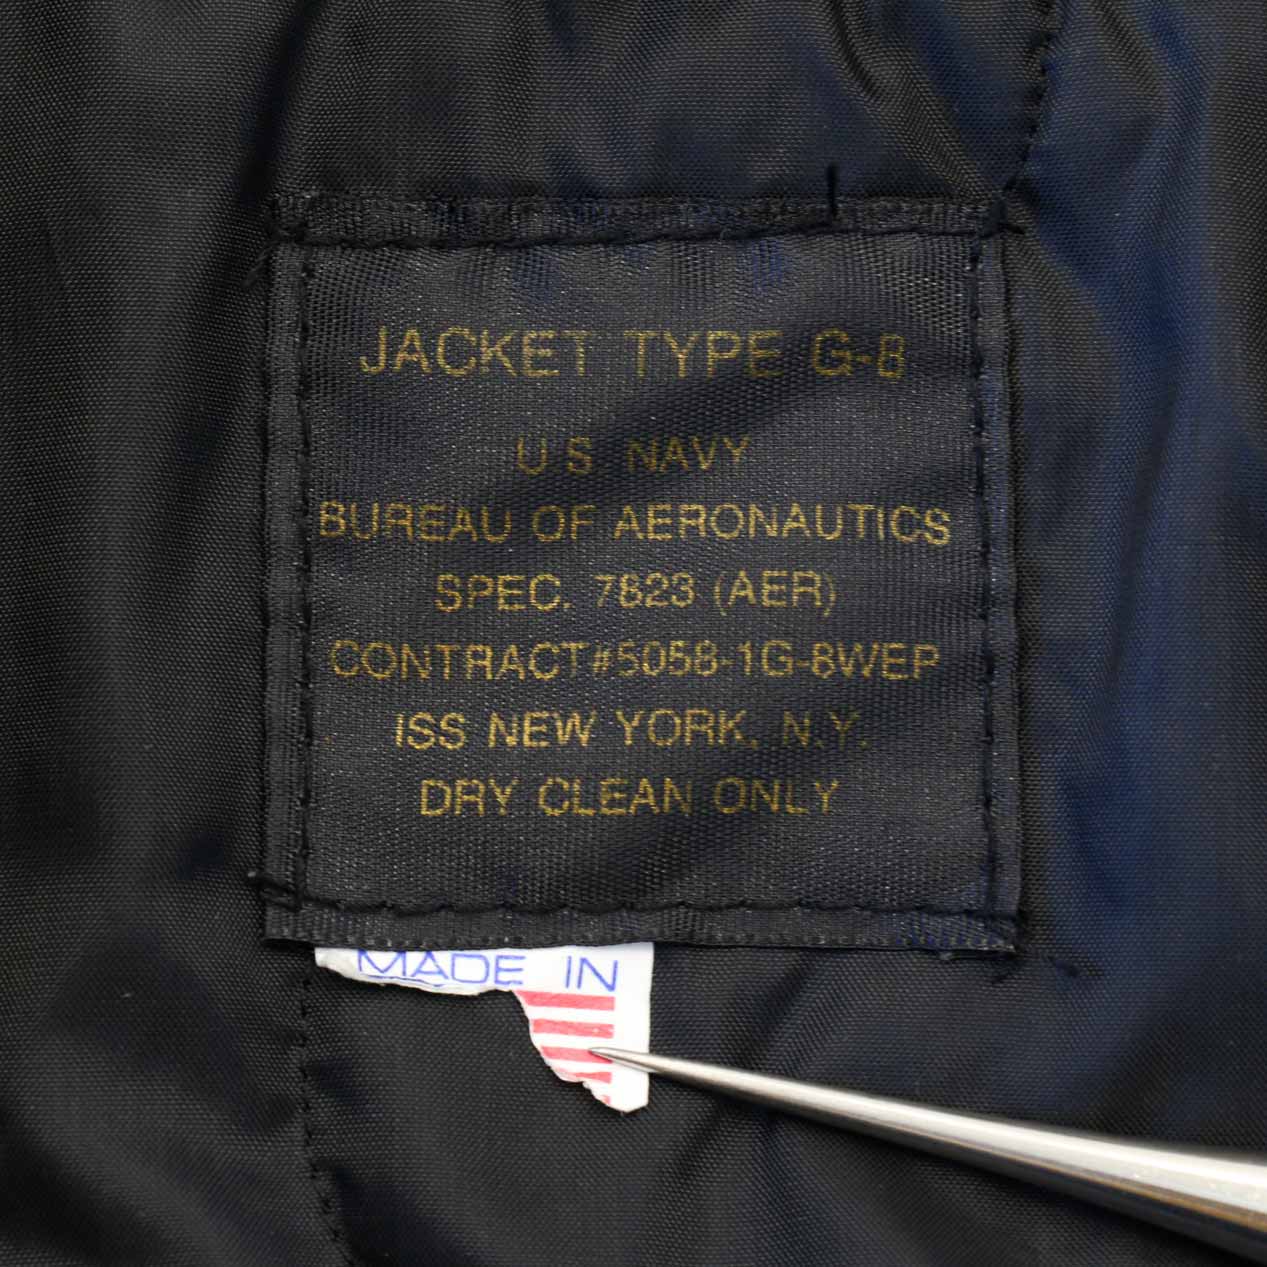 JACKET TYPE G-8
U S NAVY
BUREAU OF AERONAUTICS
SPEC. 7823 (AER)
CONTRACT#5058-1G-8WEP
ISS NEW YORK, N.Y.
DRY CLEAN ONLY
MADE IN